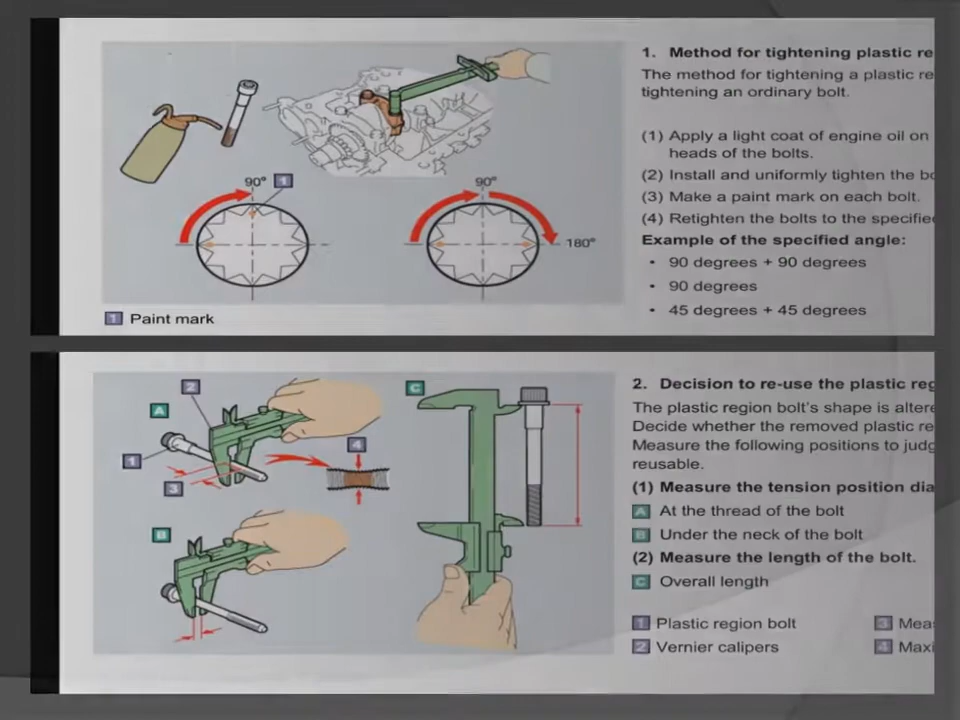 1. Method for tightening plastic re
The method for tightening a plastic re
tightening an ordinary bolt.
(1) Apply a light coat of engine oil on
heads of the bolts.
(2) Install and uniformly tighten the bo
(3) Make a paint mark on each bolt.
(4) Retighten the bolts to the specifie
Example of the specified angle:
• 90 degrees + 90 degrees
• 90 degrees
• 45 degrees + 45 degrees
90° 1
90°
180°
1 Paint mark
2. Decision to re-use the plastic reg
The plastic region bolt's shape is altere
Decide whether the removed plastic re
Measure the following positions to judg
reusable.
(1) Measure the tension position dia
A At the thread of the bolt
B Under the neck of the bolt
(2) Measure the length of the bolt.
C Overall length
1 Plastic region bolt
2 Vernier calipers
3 Mea
4 Maxi
A
2
C
1
4
3
B